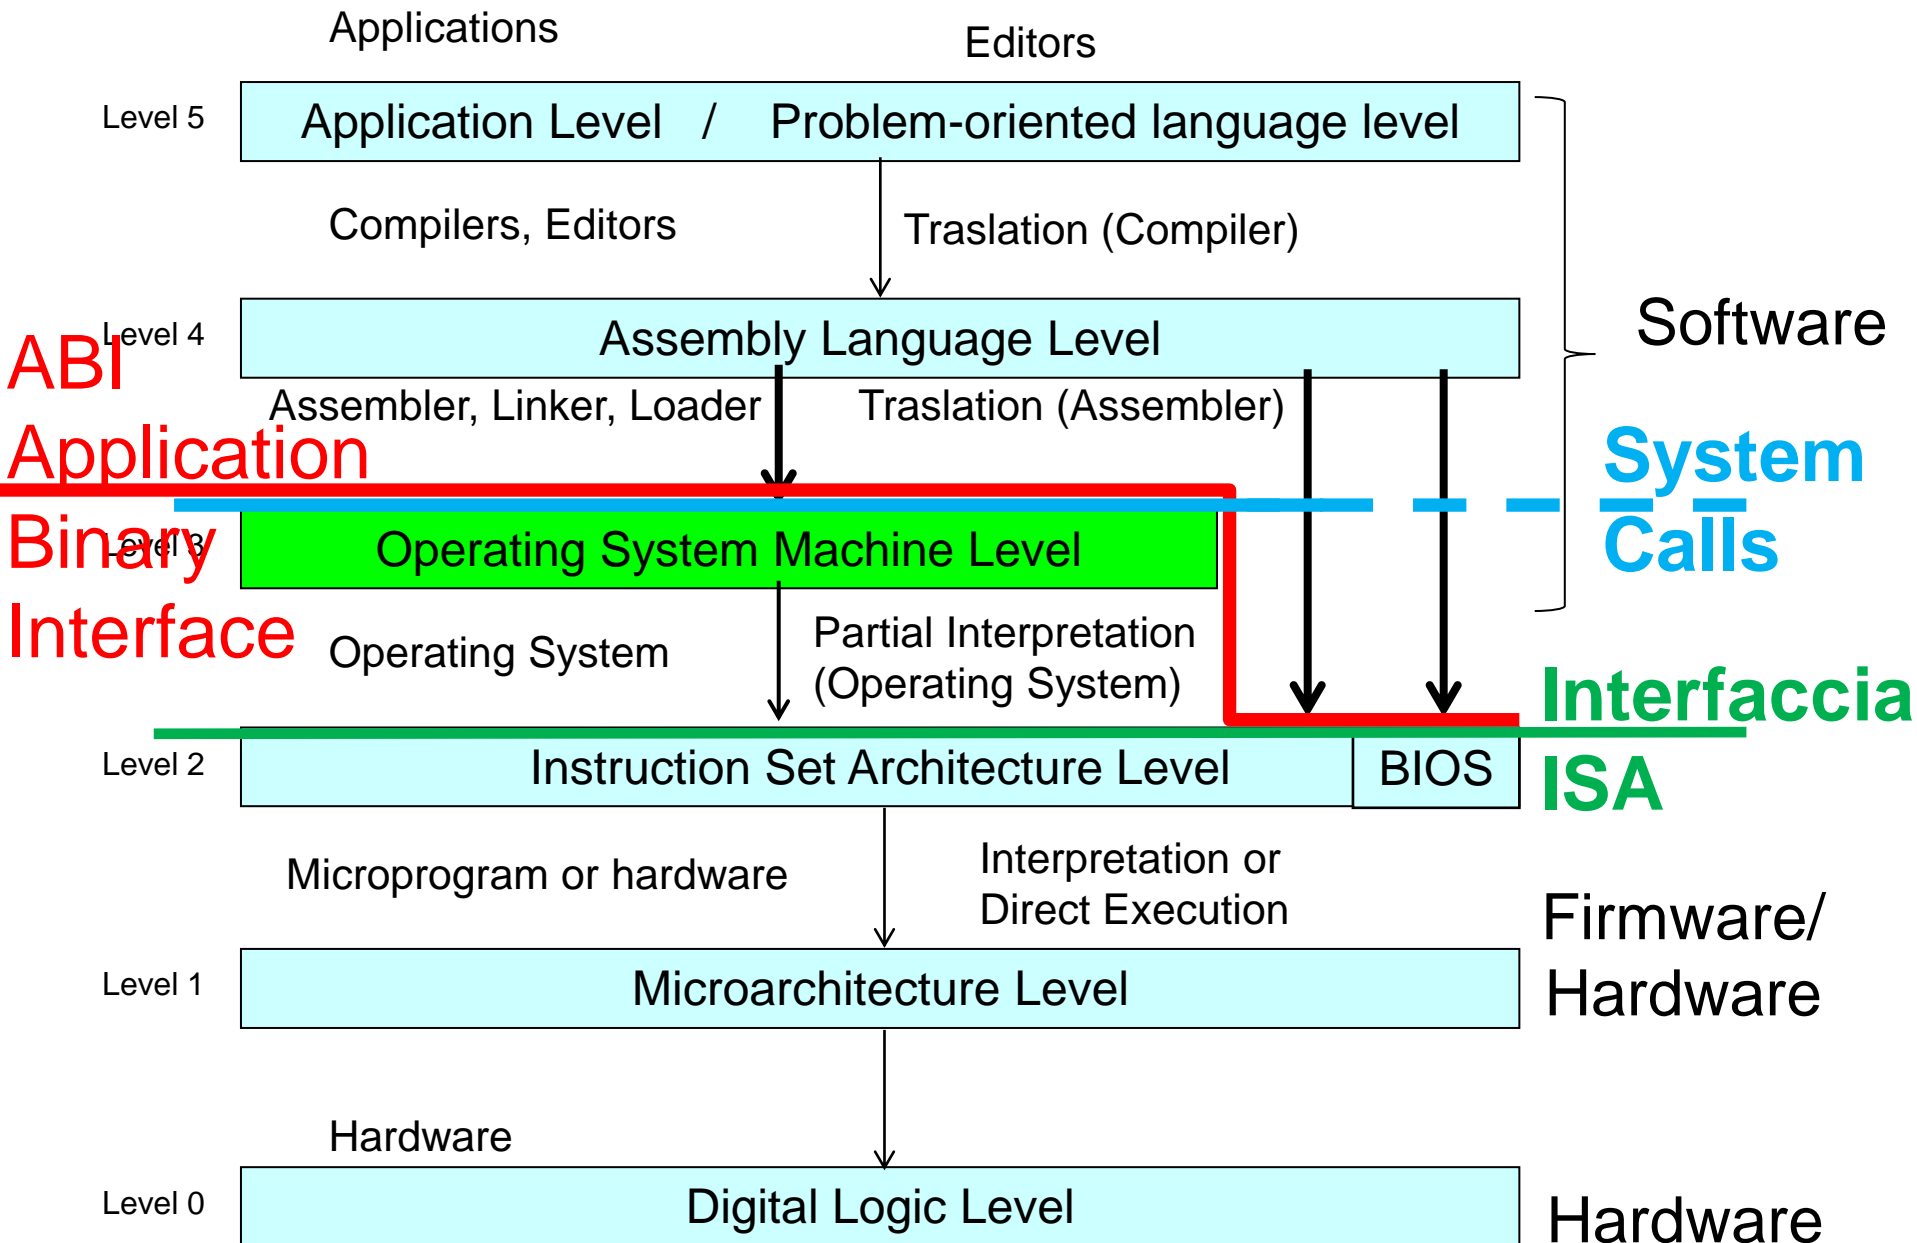 Applications
Editors
Level 5
Application Level / Problem-oriented language level
Compilers, Editors
Traslation (Compiler)
Software
Level 4
Assembly Language Level
ABI
Application
Binary
Interface
Assembler, Linker, Loader
Traslation (Assembler)
System
Calls
Level 3
Operating System Machine Level
Operating System
Partial Interpretation
(Operating System)
Interfaccia
ISA
Level 2
Instruction Set Architecture Level
BIOS
Microprogram or hardware
Interpretation or
Direct Execution
Firmware/
Hardware
Level 1
Microarchitecture Level
Hardware
Level 0
Digital Logic Level
Hardware